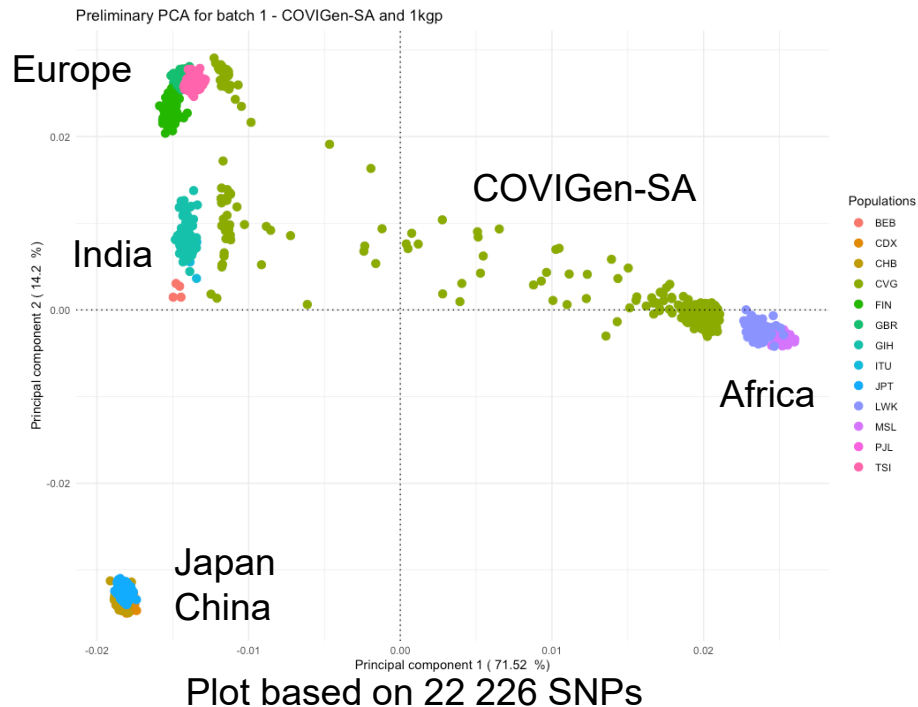 Preliminary PCA for batch 1 - COVIGen-SA and 1kgp
Europe
COVIGen-SA
India
Africa
Japan
China
Principal component 2 ( 14.2 %)
0.02
0.00
-0.02
-0.02
-0.01
0.00
0.01
0.02
Principal component 1 ( 71.52 %)
Plot based on 22 226 SNPs
Populations
BEB
CDX
CHB
CVG
FIN
GBR
GIH
ITU
JPT
LWK
MSL
PJL
TSI